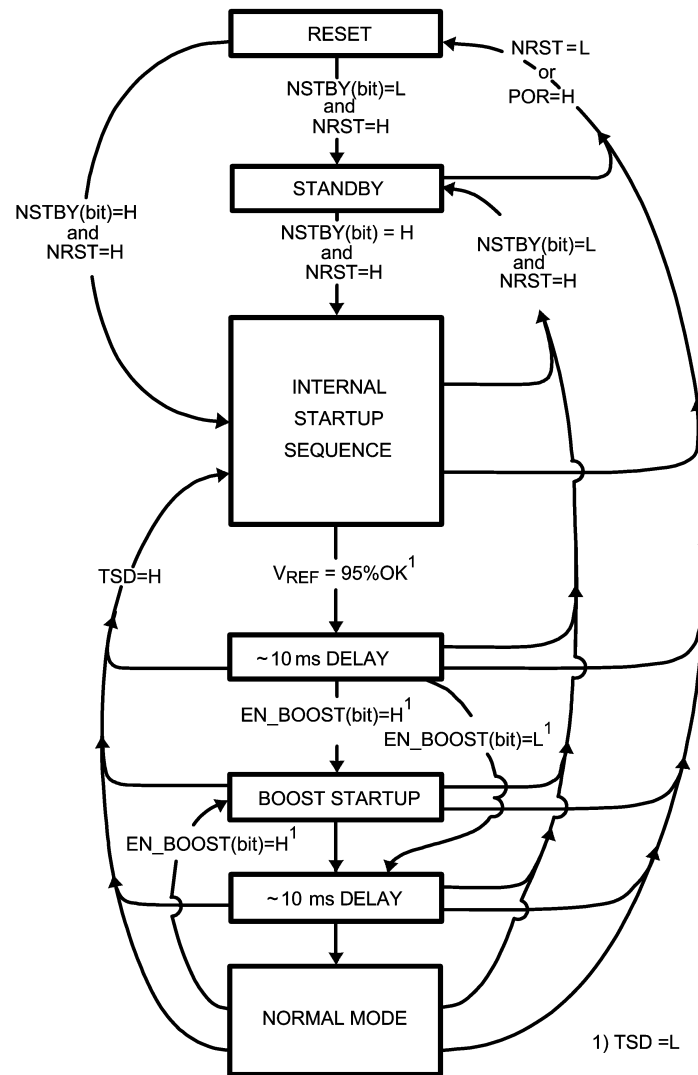 RESET
NRST=L
or
POR=H
NSTBY(bit)=L
and
NRST=H
STANDBY
NSTBY(bit)=H
and
NRST=H
NSTBY(bit) = H
and
NRST=H
NSTBY(bit)=L
and
NRST=H
INTERNAL
STARTUP
SEQUENCE
TSD=H
VREF = 95%OK1
~10 ms DELAY
EN_BOOST(bit)=H1
EN_BOOST(bit)=L1
BOOST STARTUP
EN_BOOST(bit)=H1
~10 ms DELAY
NORMAL MODE
1) TSD =L